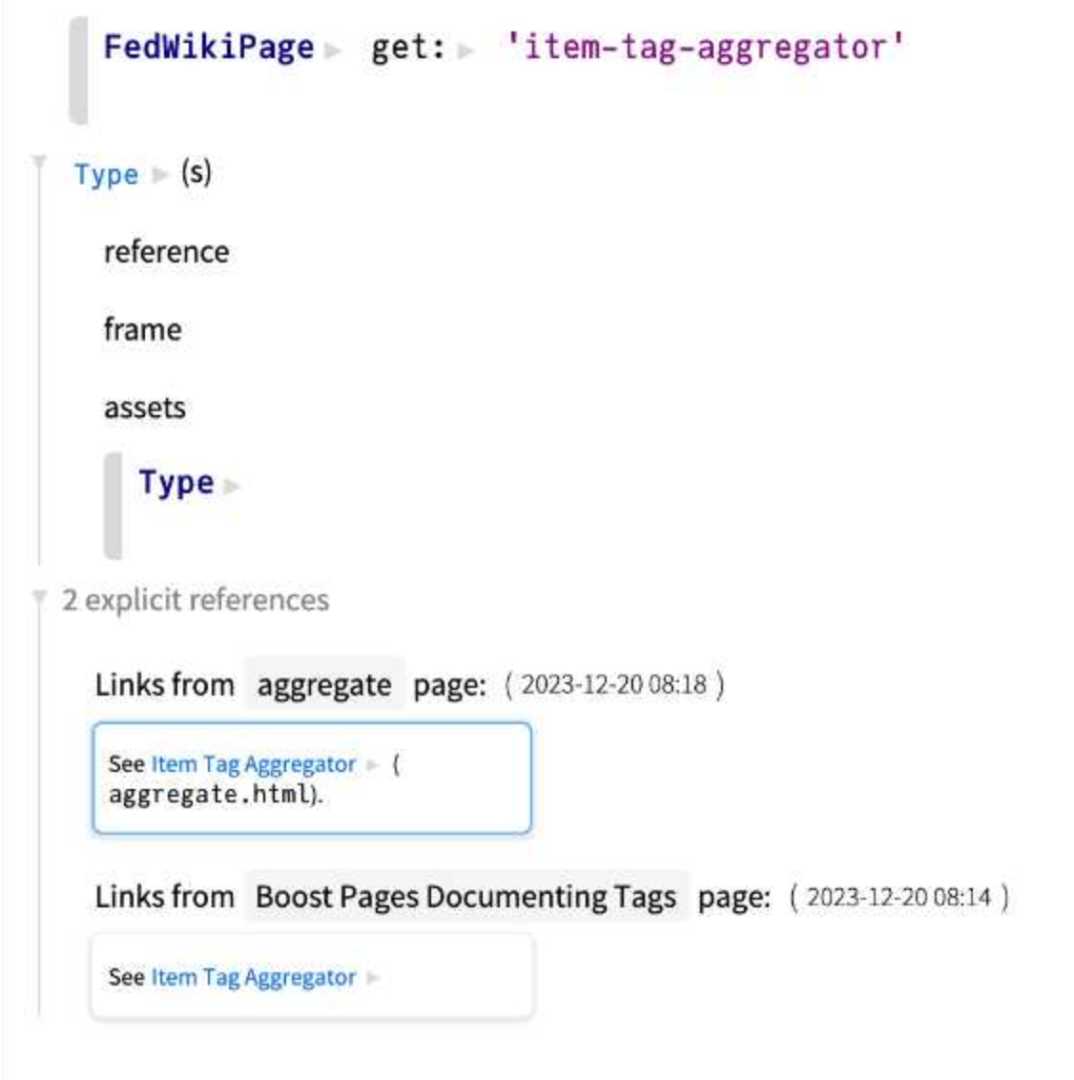 FedWikiPage ▸ get: ▸ 'item-tag-aggregator'
Type ▸ (s)
reference
frame
assets
Type ▸
2 explicit references
Links from aggregate page: ( 2023-12-20 08:18 )
See Item Tag Aggregator ▸ (
aggregate.html).
Links from Boost Pages Documenting Tags page: ( 2023-12-20 08:14 )
See Item Tag Aggregator ▸